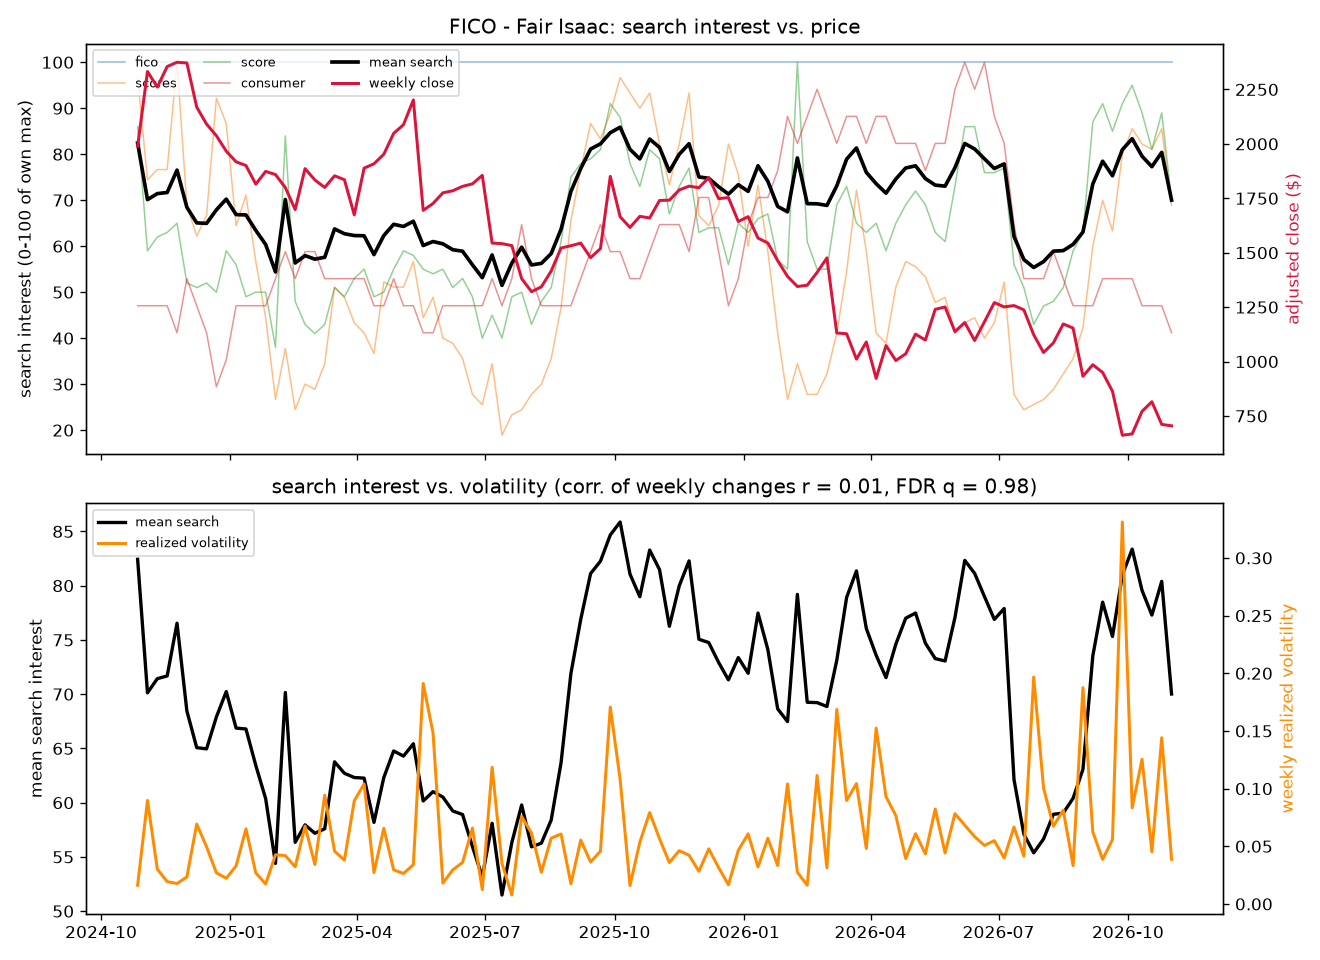 FICO - Fair Isaac: search interest vs. price
fico
scores
score
consumer
mean search
weekly close
search interest (0-100 of own max)
100
90
80
70
60
50
40
30
20
adjusted close ($)
2250
2000
1750
1500
1250
1000
750
search interest vs. volatility (corr. of weekly changes r = 0.01, FDR q = 0.98)
mean search
realized volatility
mean search interest
85
80
75
70
65
60
55
50
weekly realized volatility
0.30
0.25
0.20
0.15
0.10
0.05
0.00
2024-10
2025-01
2025-04
2025-07
2025-10
2026-01
2026-04
2026-07
2026-10